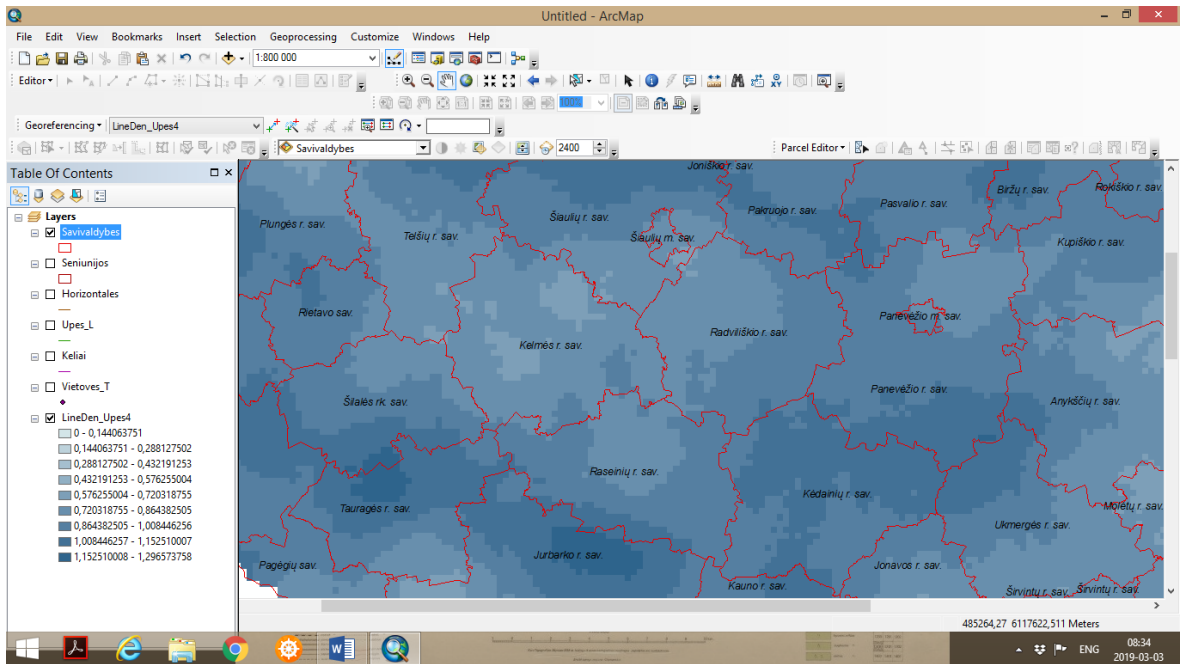 Untitled - ArcMap
File Edit View Bookmarks Insert Selection Geoprocessing Customize Windows Help
1:800 000
Editor
100%
Georeferencing LineDen_Upes4
Savivaldybes 2400 Parcel Editor
Table Of Contents
Layers
Savivaldybes
Seniunijos
Horizontales
Upes_L
Keliai
Vietoves_T
LineDen_Upes4
0 - 0,144063751
0,144063751 - 0,288127502
0,288127502 - 0,432191253
0,432191253 - 0,576255004
0,576255004 - 0,720318755
0,720318755 - 0,864382505
0,864382505 - 1,008446256
1,008446257 - 1,152510007
1,152510008 - 1,296573758
Joniškio r. sav.
Biržų r. sav.
Rokiškio r. sav.
Plungės r. sav.
Telšių r. sav.
Šiaulių r. sav.
Šiaulių m. sav.
Pakruojo r. sav.
Pasvalio r. sav.
Kupiškio r. sav.
Rietavo sav.
Kelmės r. sav.
Radviliškio r. sav.
Panevėžio m. sav.
Šilalės rk. sav.
Panevėžio r. sav.
Anykščių r. sav.
Raseinių r. sav.
Tauragės r. sav.
Kėdainių r. sav.
Molėtų r. sav.
Ukmergės r. sav.
Pagėgių sav.
Jurbarko r. sav.
Kauno r. sav.
Jonavos r. sav.
Širvintų r. sav.
Širvintų r. sav.
485264,27 6117622,511 Meters
ENG
08:34
2019-03-03